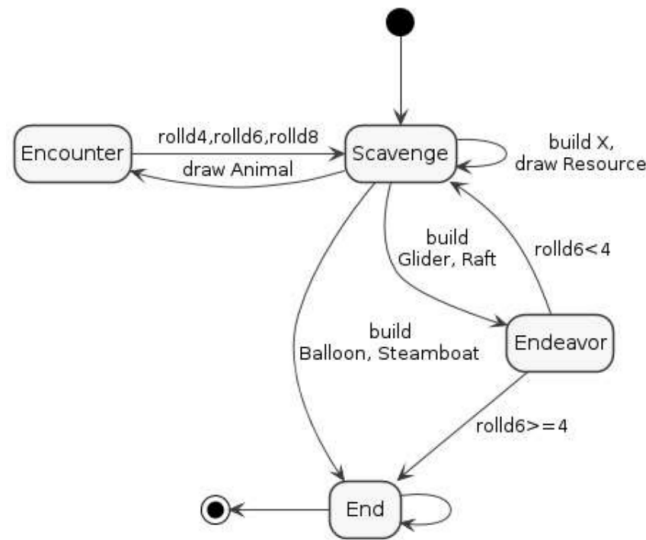 rolld4,rolld6,rolld8
Encounter
Scavenge
build X,
draw Resource
draw Animal
build
Glider, Raft
rolld6<4
build
Balloon, Steamboat
Endeavor
rolld6>=4
End